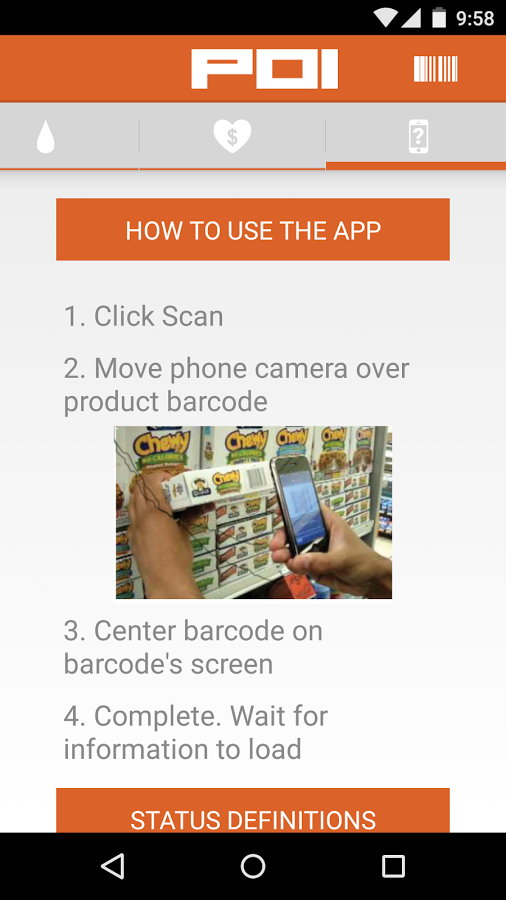 9:58
POI
$
?
HOW TO USE THE APP
1. Click Scan
2. Move phone camera over
product barcode
Chewy Chewy Chewy Chewy
Chewy
3. Center barcode on
barcode's screen
4. Complete. Wait for
information to load
STATUS DEFINITIONS